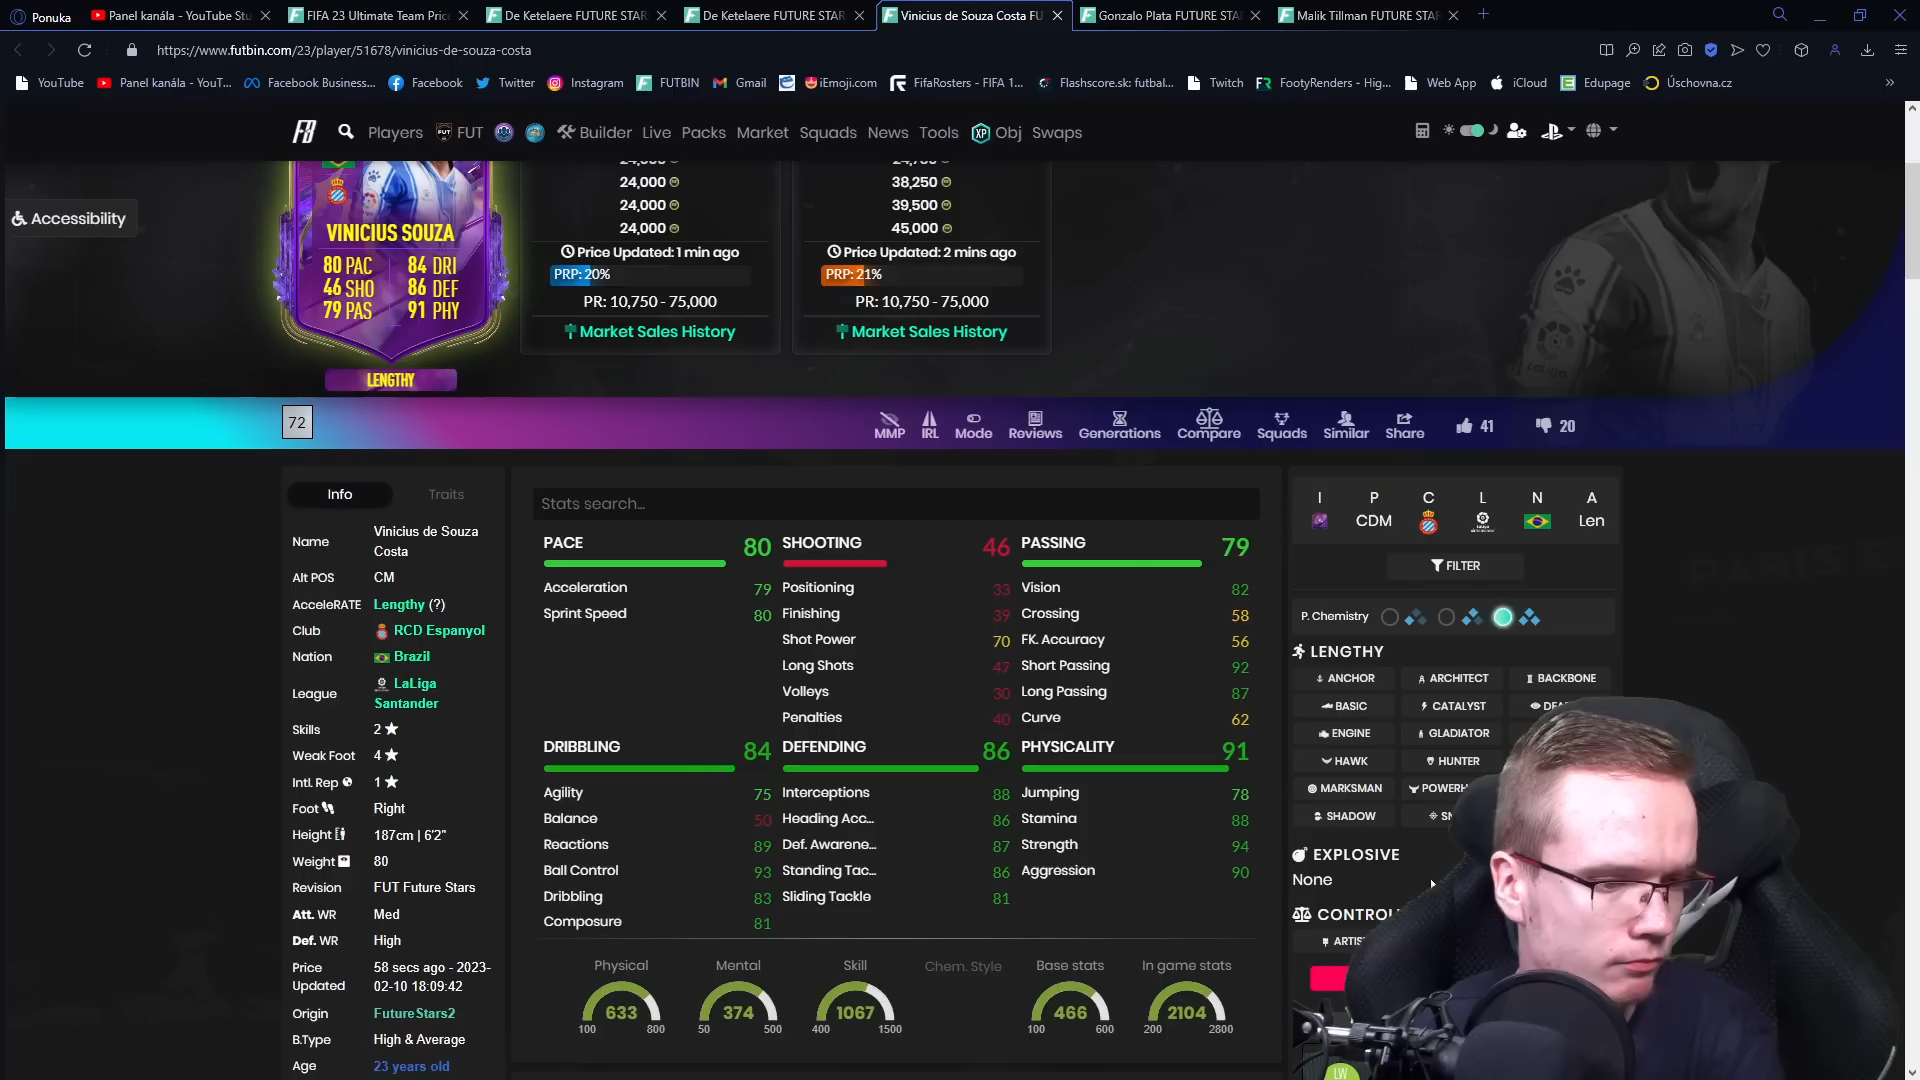 Ponuka
Panel kanála - YouTube Stu
FIFA 23 Ultimate Team Pric
De Ketelaere FUTURE STAR
De Ketelaere FUTURE STAR
Vinicius de Souza Costa FU
Gonzalo Plata FUTURE STA
Malik Tillman FUTURE STAR
https://www.futbin.com/23/player/51678/vinicius-de-souza-costa
YouTube
Panel kanála - YouT...
Facebook Business...
Facebook
Twitter
Instagram
FUTBIN
Gmail
iEmoji.com
FifaRosters - FIFA 1...
Flashscore.sk: futbal...
Twitch
FootyRenders - Hig...
Web App
iCloud
Edupage
Úschovna.cz
Players
FUT
Builder
Live
Packs
Market
Squads
News
Tools
Obj
Swaps
Accessibility
VINICIUS SOUZA
80 PAC 84 DRI
46 SHO 86 DEF
79 PAS 91 PHY
LENGTHY
24,000
24,000
24,000
Price Updated: 1 min ago
PRP: 20%
PR: 10,750 - 75,000
Market Sales History
38,250
39,500
45,000
Price Updated: 2 mins ago
PRP: 21%
PR: 10,750 - 75,000
Market Sales History
72
MMP
IRL
Mode
Reviews
Generations
Compare
Squads
Similar
Share
41
20
Info
Traits
Name Vinicius de Souza
Costa
Alt POS CM
AcceleRATE Lengthy (?)
Club RCD Espanyol
Nation Brazil
League LaLiga
Santander
Skills 2
Weak Foot 4
Intl. Rep 1
Foot Right
Height 187cm | 6'2"
Weight 80
Revision FUT Future Stars
Att. WR Med
Def. WR High
Price 58 secs ago - 2023-
Updated 02-10 18:09:42
Origin FutureStars2
B.Type High & Average
Age 23 years old
Stats search...
PACE 80
Acceleration 79
Sprint Speed 80
SHOOTING 46
Positioning 33
Finishing 39
Shot Power 70
Long Shots 47
Volleys 30
Penalties 40
PASSING 79
Vision 82
Crossing 58
FK. Accuracy 56
Short Passing 92
Long Passing 87
Curve 62
DRIBBLING 84
Agility 75
Balance 50
Reactions 89
Ball Control 93
Dribbling 83
Composure 81
DEFENDING 86
Interceptions 88
Heading Acc... 86
Def. Awarene... 87
Standing Tac... 86
Sliding Tackle 81
PHYSICALITY 91
Jumping 78
Stamina 88
Strength 94
Aggression 90
Physical
633
100 800
Mental
374
50 500
Skill
1067
400 1500
Chem. Style
Base stats
466
100 600
In game stats
2104
200 2800
I P C L N A
CDM Len
FILTER
P. Chemistry
LENGTHY
ANCHOR ARCHITECT BACKBONE
BASIC CATALYST
ENGINE GLADIATOR
HAWK HUNTER
MARKSMAN
SHADOW
EXPLOSIVE
None
LW